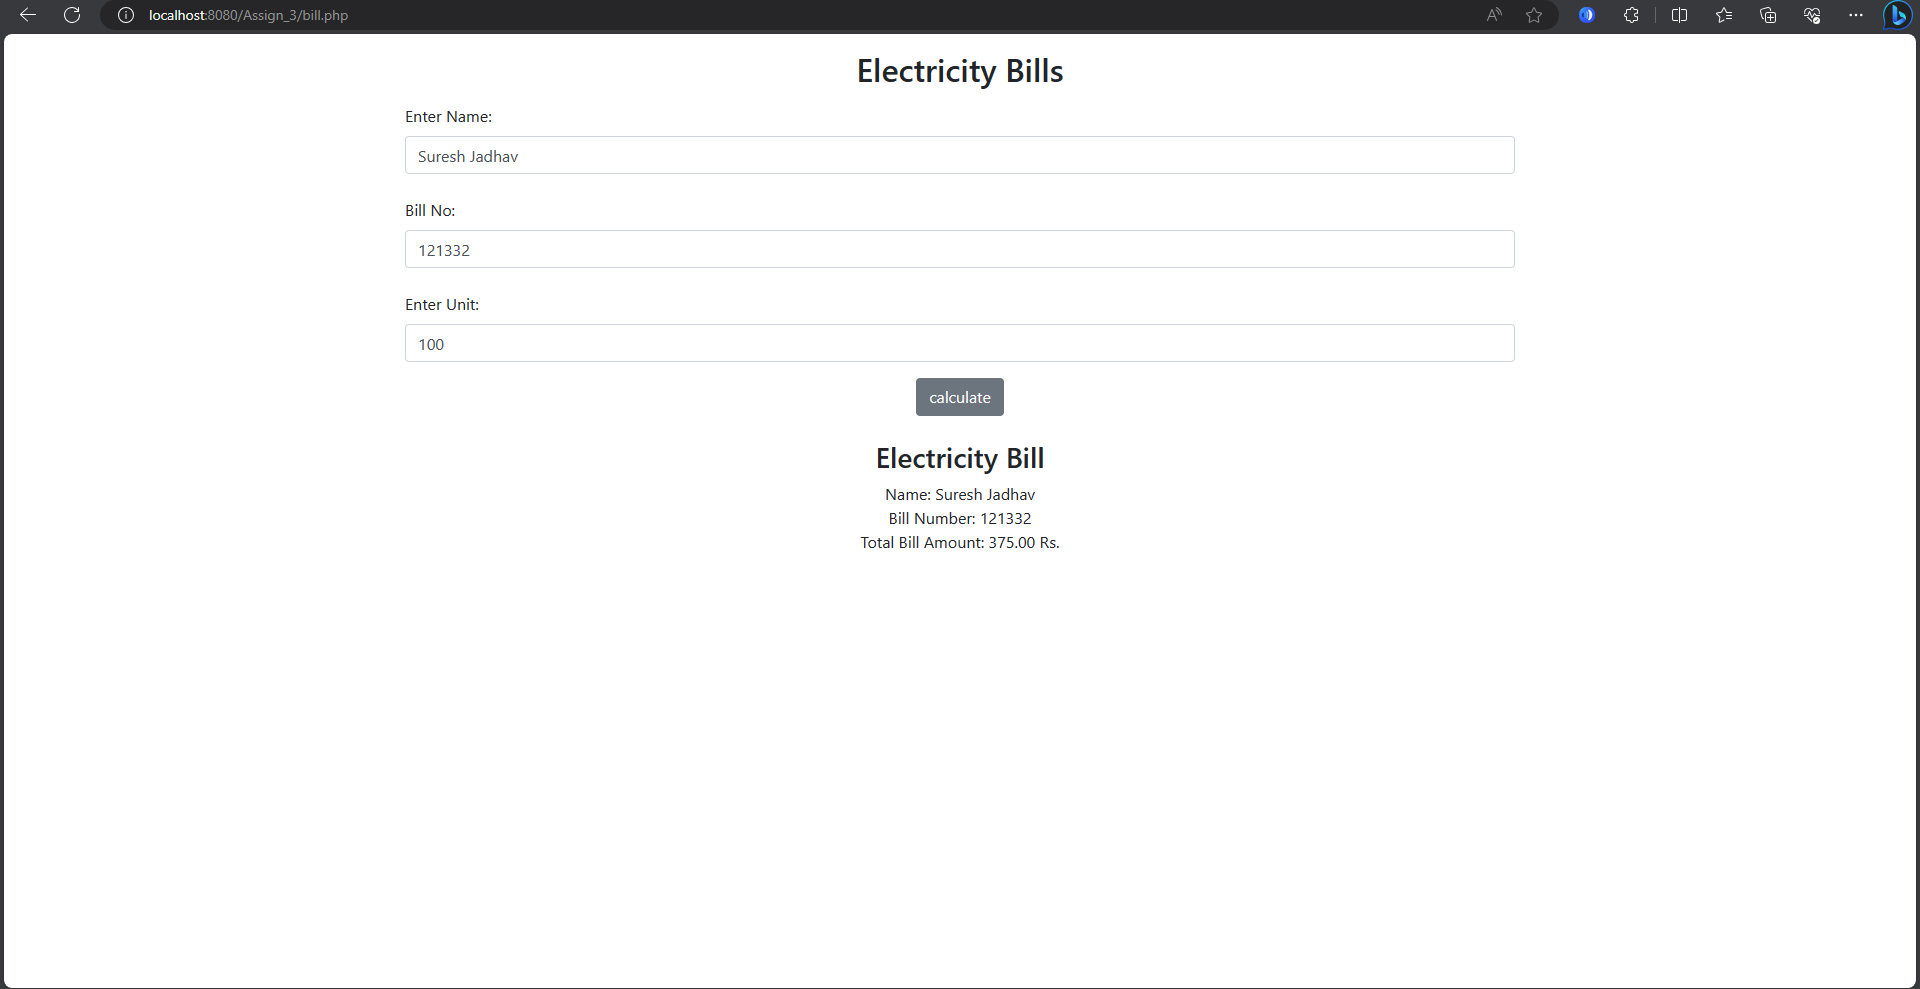 localhost:8080/Assign_3/bill.php
Electricity Bills
Enter Name:
Suresh Jadhav
Bill No:
121332
Enter Unit:
100
calculate
Electricity Bill
Name: Suresh Jadhav
Bill Number: 121332
Total Bill Amount: 375.00 Rs.